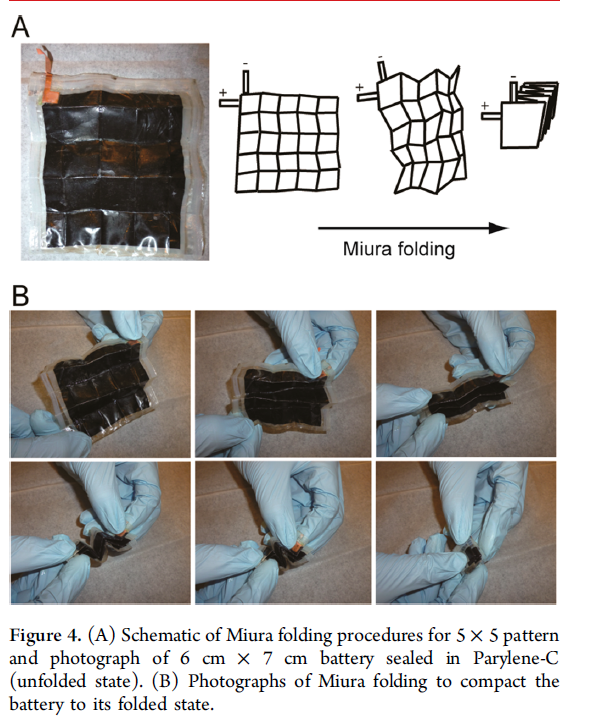 A
-
+
-
+
-
+
Miura folding
B
Figure 4. (A) Schematic of Miura folding procedures for 5 × 5 pattern
and photograph of 6 cm × 7 cm battery sealed in Parylene-C
(unfolded state). (B) Photographs of Miura folding to compact the
battery to its folded state.